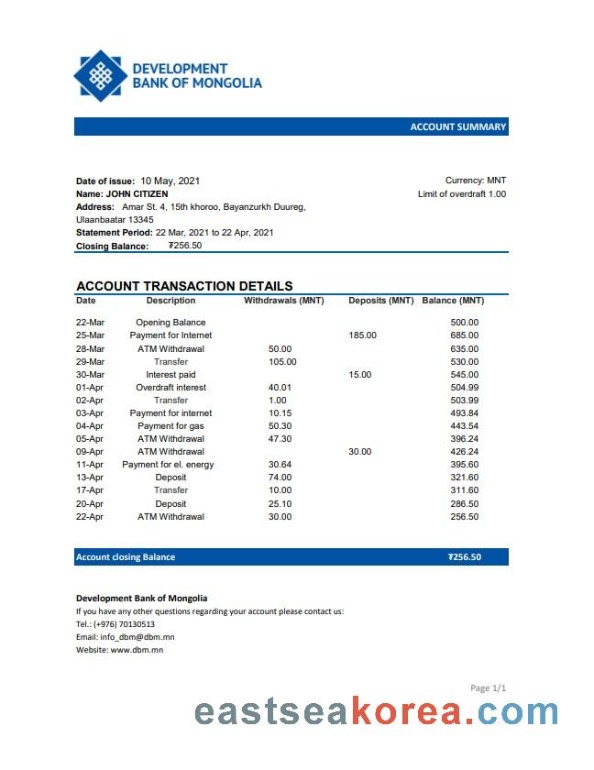 DEVELOPMENT
BANK OF MONGOLIA
ACCOUNT SUMMARY
Date of issue: 10 May, 2021 Currency: MNT
Name: JOHN CITIZEN Limit of overdraft 1.00
Address: Amar St. 4, 15th khoroo, Bayanzurkh Duureg,
Ulaanbaatar 13345
Statement Period: 22 Mar, 2021 to 22 Apr, 2021
Closing Balance: ₮256.50
ACCOUNT TRANSACTION DETAILS
Date Description Withdrawals (MNT) Deposits (MNT) Balance (MNT)
22-Mar Opening Balance 500.00
25-Mar Payment for Internet 185.00 685.00
28-Mar ATM Withdrawal 50.00 635.00
29-Mar Transfer 105.00 530.00
30-Mar Interest paid 15.00 545.00
01-Apr Overdraft interest 40.01 504.99
02-Apr Transfer 1.00 503.99
03-Apr Payment for internet 10.15 493.84
04-Apr Payment for gas 50.30 443.54
05-Apr ATM Withdrawal 47.30 396.24
09-Apr ATM Withdrawal 30.00 426.24
11-Apr Payment for el. energy 30.64 395.60
13-Apr Deposit 74.00 321.60
17-Apr Transfer 10.00 311.60
20-Apr Deposit 25.10 286.50
22-Apr ATM Withdrawal 30.00 256.50
Account closing Balance ₮256.50
Development Bank of Mongolia
If you have any other questions regarding your account please contact us:
Tel.: (+976) 70130513
Email: info_dbm@dbm.mn
Website: www.dbm.mn
Page 1/1
eastseakorea.com